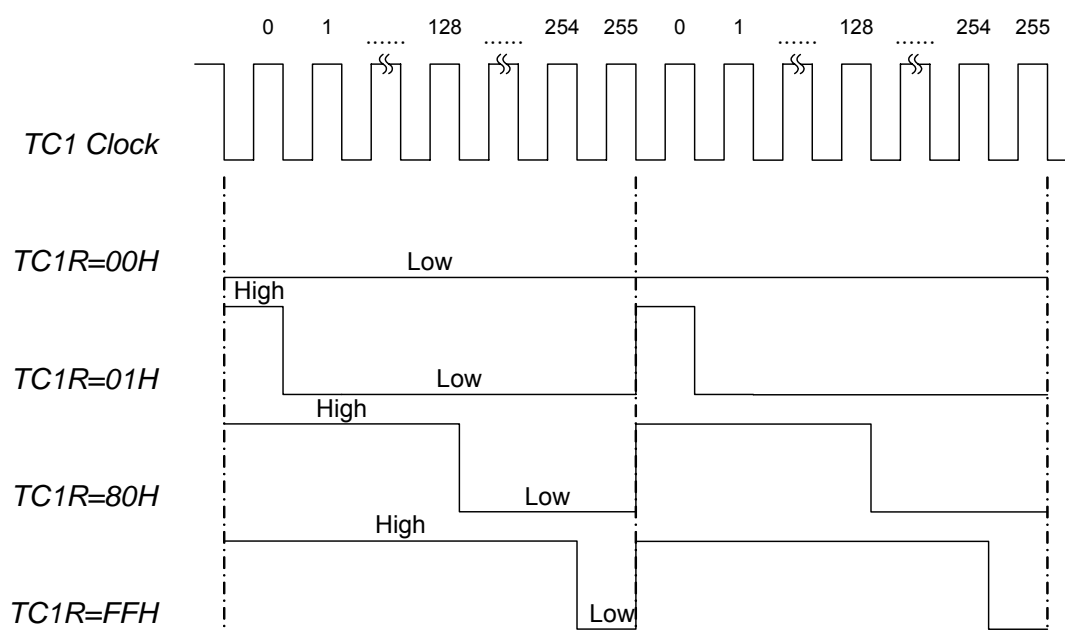 0 1 ...... 128 ...... 254 255 0 1 ...... 128 ...... 254 255
TC1 Clock
TC1R=00H
Low
High
TC1R=01H
Low
High
TC1R=80H
Low
High
TC1R=FFH
Low